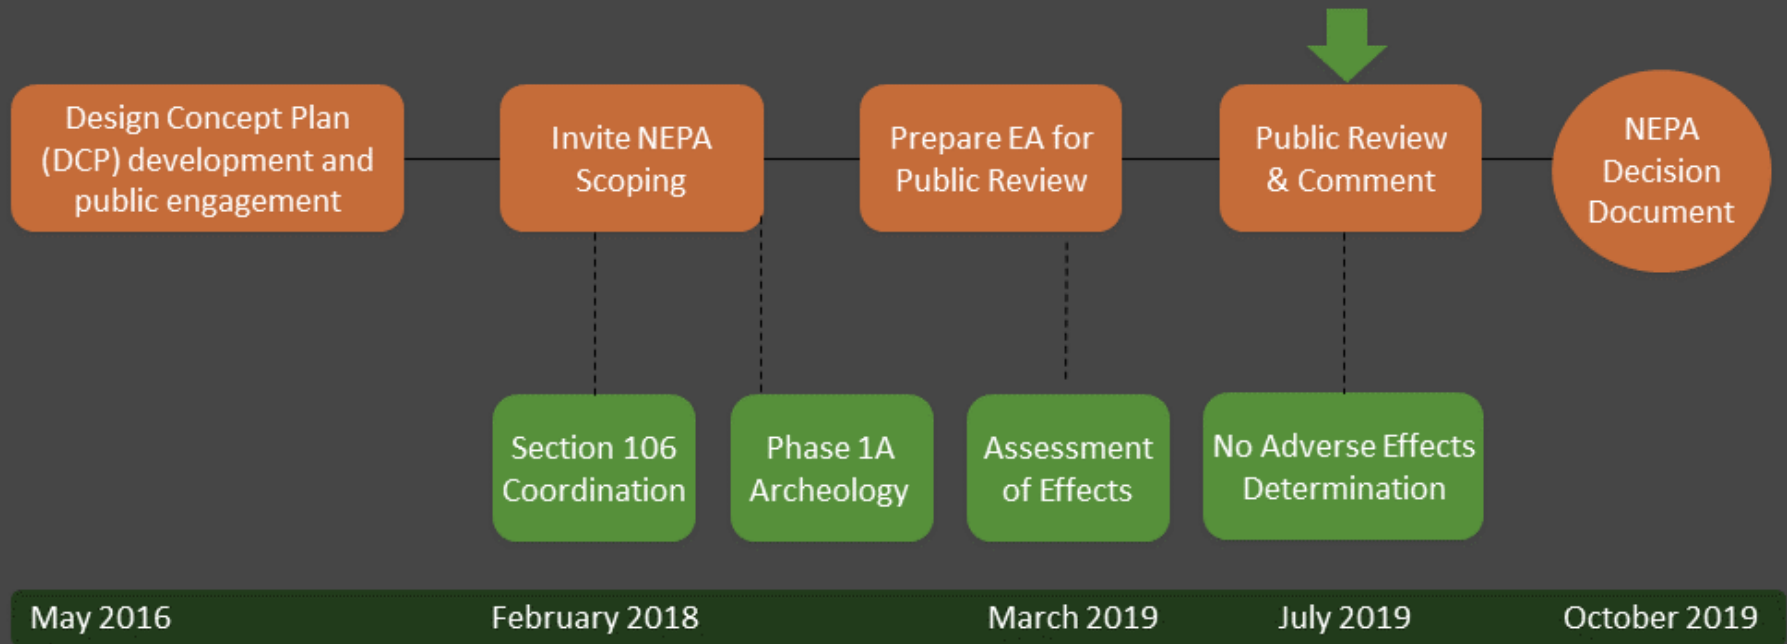 Design Concept Plan
(DCP) development and
public engagement
Invite NEPA
Scoping
Prepare EA for
Public Review
Public Review
& Comment
NEPA
Decision
Document
Section 106
Coordination
Phase 1A
Archeology
Assessment
of Effects
No Adverse Effects
Determination
May 2016
February 2018
March 2019
July 2019
October 2019